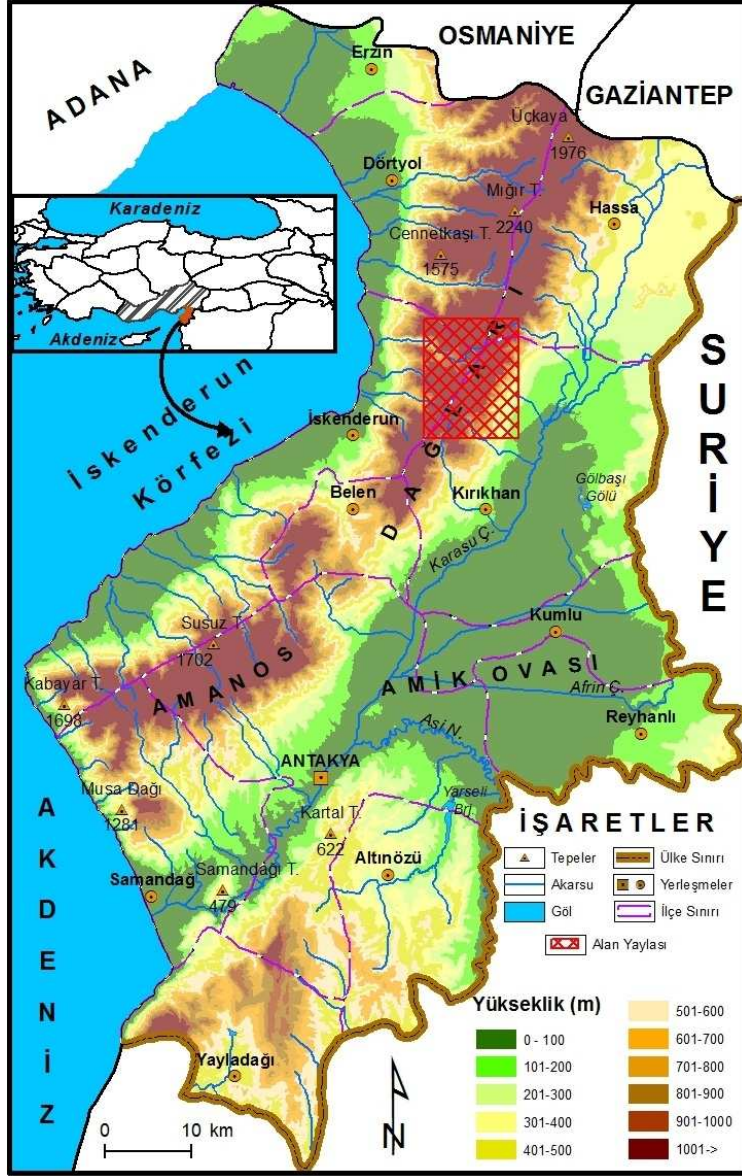 OSMANİYE
ADANA
Erzin
GAZİANTEP
Üçkaya
1976
Dörtyol
Mığır T.
2240
Hassa
Cennetkaşı T.
1575
Karadeniz
Akdeniz
İskenderun
Körfezi
SURİYE
İskenderun
Belen
Kırıkhan
Gölbaşı
Gölü
Karasu Ç.
AMANOS DAĞLARI
Susuz T.
1702
Kumlu
AMİK OVASI
Afrin Ç.
Kabayar T.
1698
Reyhanlı
Asi N.
ANTAKYA
Musa Dağı
1281
Kartal T.
622
Yarseli
Brj.
AKDENİZ
Altınözü
Samandağ
Samandağı T.
479
Yayladağı
0 10 km
N
İŞARETLER
Tepeler
Ülke Sınırı
Akarsu
Yerleşmeler
Göl
İlçe Sınırı
Alan Yaylası
Yükseklik (m)
0 - 100
101-200
201-300
301-400
401-500
501-600
601-700
701-800
801-900
901-1000
1001->